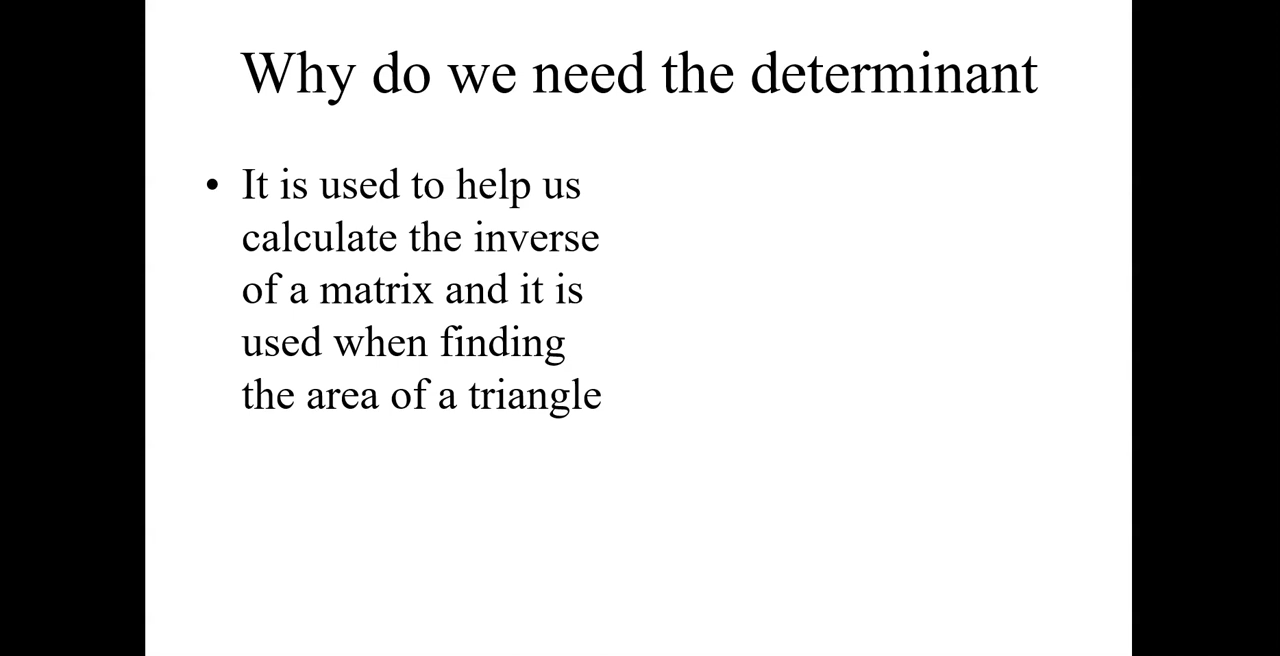 Why do we need the determinant
• It is used to help us
calculate the inverse
of a matrix and it is
used when finding
the area of a triangle